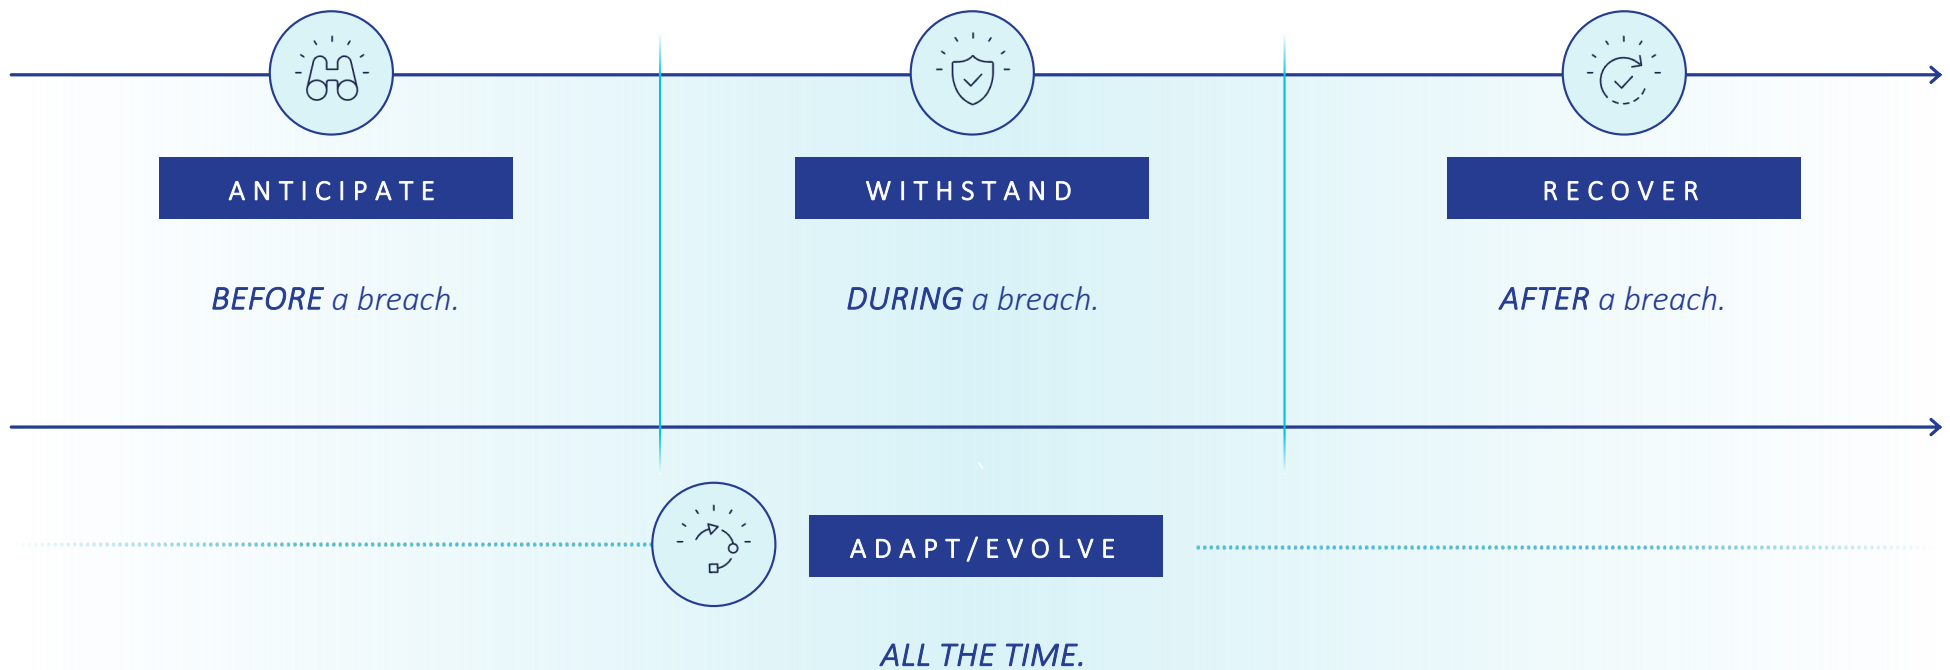 ANTICIPATE
WITHSTAND
RECOVER
BEFORE a breach.
DURING a breach.
AFTER a breach.
ADAPT/EVOLVE
ALL THE TIME.